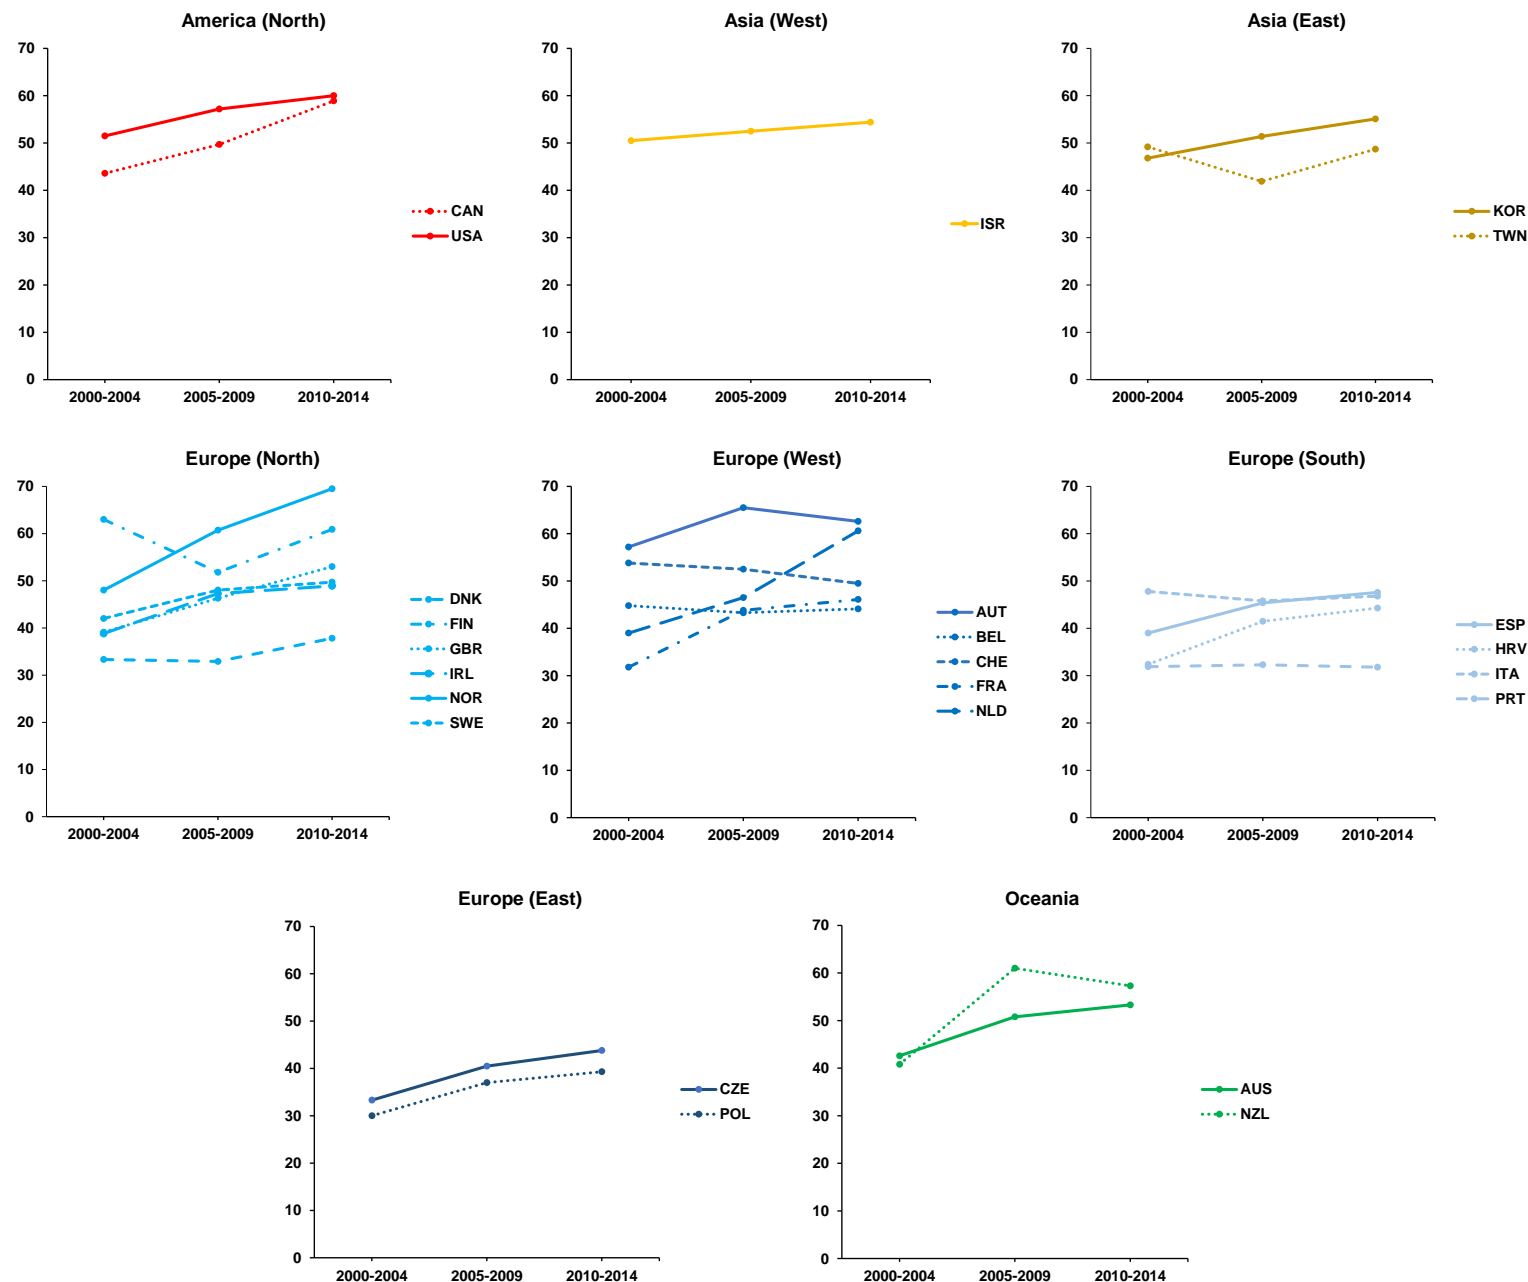 America (North)
70
60
50
40
30
20
10
0
2000-2004 2005-2009 2010-2014
CAN
USA
Asia (West)
70
60
50
40
30
20
10
0
2000-2004 2005-2009 2010-2014
ISR
Asia (East)
70
60
50
40
30
20
10
0
2000-2004 2005-2009 2010-2014
KOR
TWN
Europe (North)
70
60
50
40
30
20
10
0
2000-2004 2005-2009 2010-2014
DNK
FIN
GBR
IRL
NOR
SWE
Europe (West)
70
60
50
40
30
20
10
0
2000-2004 2005-2009 2010-2014
AUT
BEL
CHE
FRA
NLD
Europe (South)
70
60
50
40
30
20
10
0
2000-2004 2005-2009 2010-2014
ESP
HRV
ITA
PRT
Europe (East)
70
60
50
40
30
20
10
0
2000-2004 2005-2009 2010-2014
CZE
POL
Oceania
70
60
50
40
30
20
10
0
2000-2004 2005-2009 2010-2014
AUS
NZL